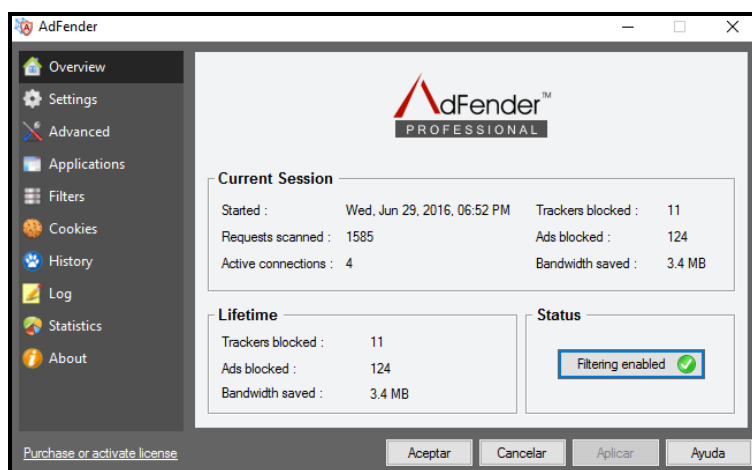 AdFender
Overview
Settings
Advanced
Applications
Filters
Cookies
History
Log
Statistics
About
Purchase or activate license
AdFender™
PROFESSIONAL
Current Session
Started : Wed, Jun 29, 2016, 06:52 PM Trackers blocked : 11
Requests scanned : 1585 Ads blocked : 124
Active connections : 4 Bandwidth saved : 3.4 MB
Lifetime
Trackers blocked : 11
Ads blocked : 124
Bandwidth saved : 3.4 MB
Status
Filtering enabled
Aceptar Cancelar Aplicar Ayuda